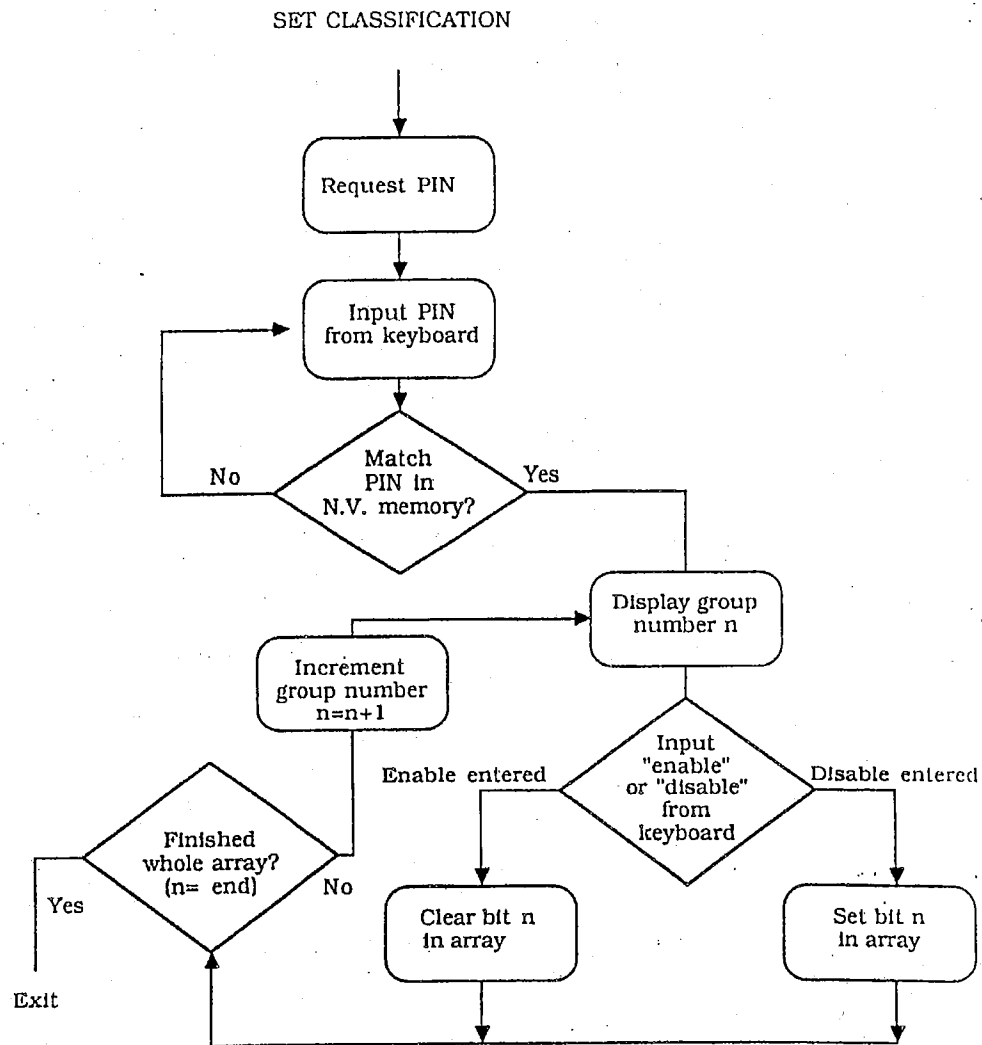 SET CLASSIFICATION
Request PIN
Input PIN
from keyboard
Match
PIN in
N.V. memory?
No
Yes
Display group
number n
Increment
group number
n=n+1
Input
"enable"
or "disable"
from
keyboard
Enable entered
Disable entered
Finished
whole array?
(n= end)
No
Yes
Clear bit n
in array
Set bit n
in array
Exit